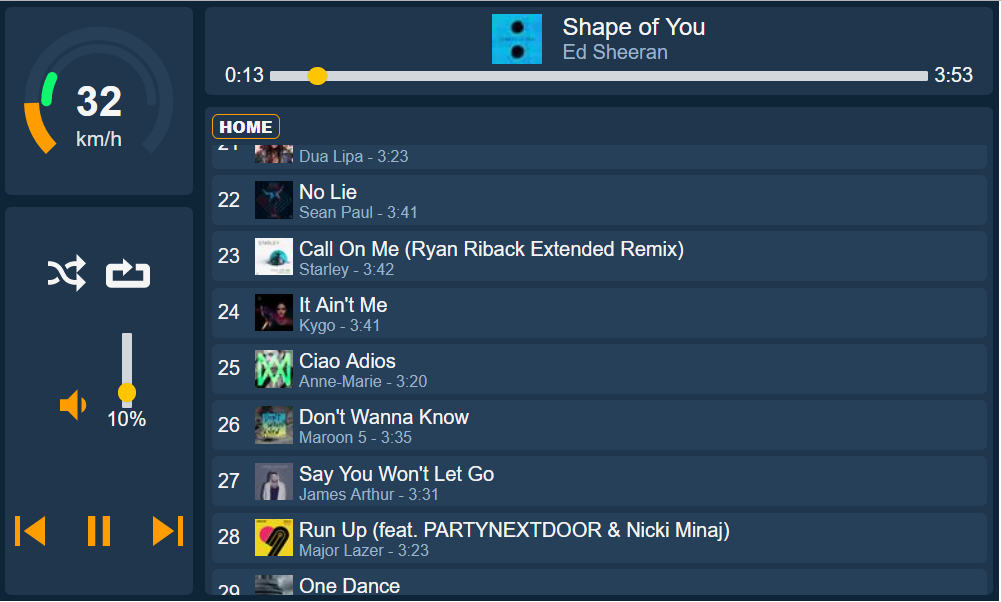 32
km/h
10%
Shape of You
Ed Sheeran
0:13 3:53
HOME
21
Dua Lipa - 3:23
22 No Lie
Sean Paul - 3:41
23 Call On Me (Ryan Riback Extended Remix)
Starley - 3:42
24 It Ain't Me
Kygo - 3:41
25 Ciao Adios
Anne-Marie - 3:20
26 Don't Wanna Know
Maroon 5 - 3:35
27 Say You Won't Let Go
James Arthur - 3:31
28 Run Up (feat. PARTYNEXTDOOR & Nicki Minaj)
Major Lazer - 3:23
29 One Dance